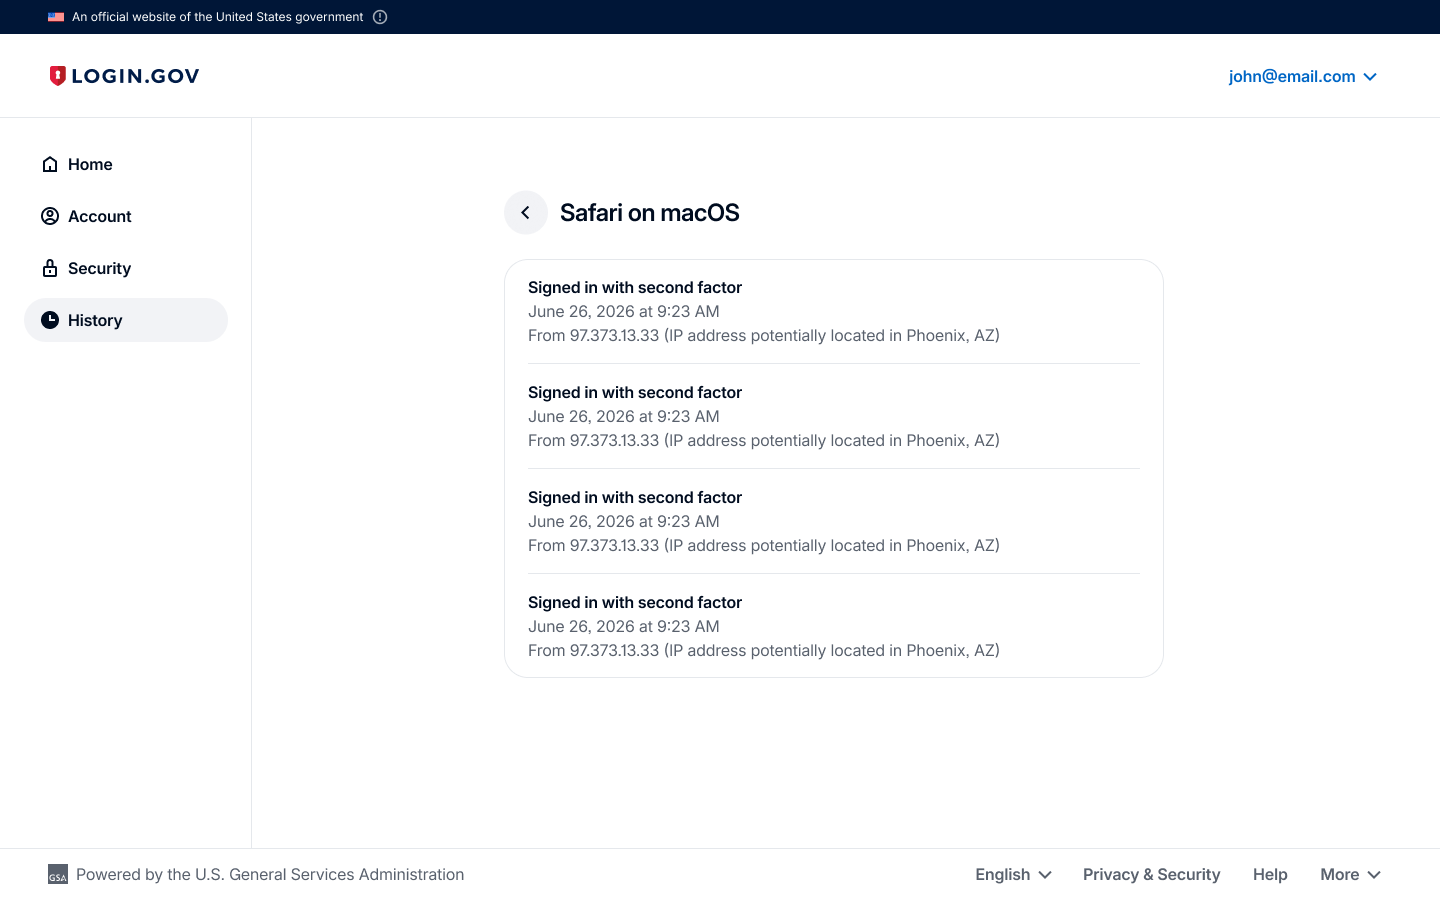 An official website of the United States government
LOGIN.GOV
john@email.com
Home
Account
Security
History
Safari on macOS
Signed in with second factor
June 26, 2026 at 9:23 AM
From 97.373.13.33 (IP address potentially located in Phoenix, AZ)
Signed in with second factor
June 26, 2026 at 9:23 AM
From 97.373.13.33 (IP address potentially located in Phoenix, AZ)
Signed in with second factor
June 26, 2026 at 9:23 AM
From 97.373.13.33 (IP address potentially located in Phoenix, AZ)
Signed in with second factor
June 26, 2026 at 9:23 AM
From 97.373.13.33 (IP address potentially located in Phoenix, AZ)
GSA Powered by the U.S. General Services Administration
English
Privacy & Security
Help
More